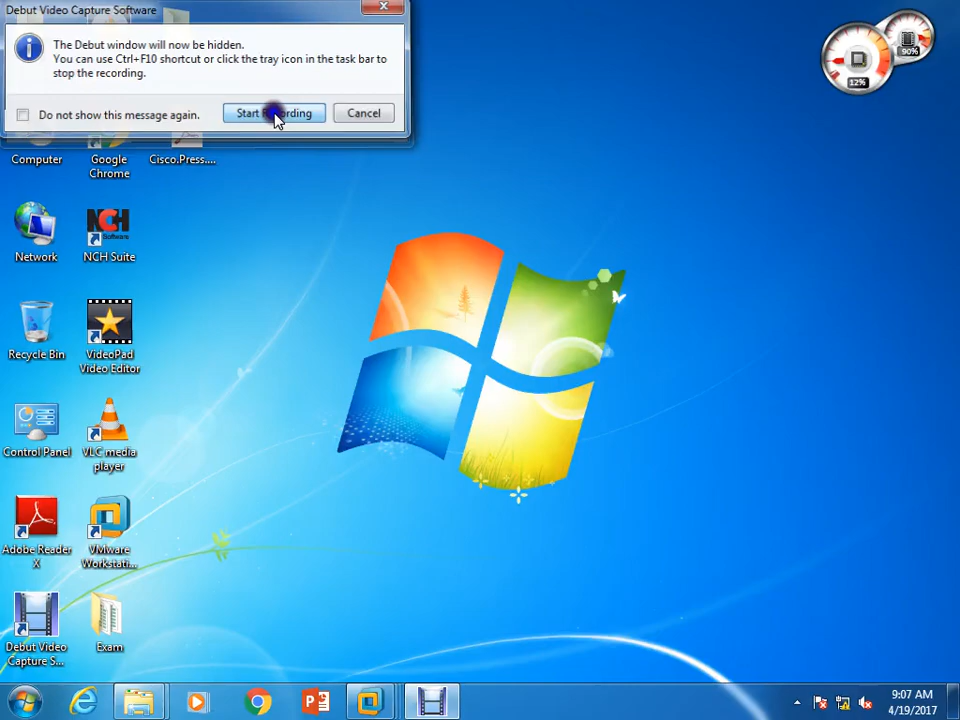 Debut Video Capture Software
The Debut window will now be hidden.
You can use Ctrl+F10 shortcut or click the tray icon in the task bar to
stop the recording.
Do not show this message again.
Start Recording
Cancel
12%
90%
Computer
Google
Chrome
Cisco.Press....
Network
NCH
Software
NCH Suite
Recycle Bin
VideoPad
Video Editor
Control Panel
VLC media
player
Adobe Reader
X
VMware
Workstati...
Debut Video
Capture S...
Exam
9:07 AM
4/19/2017